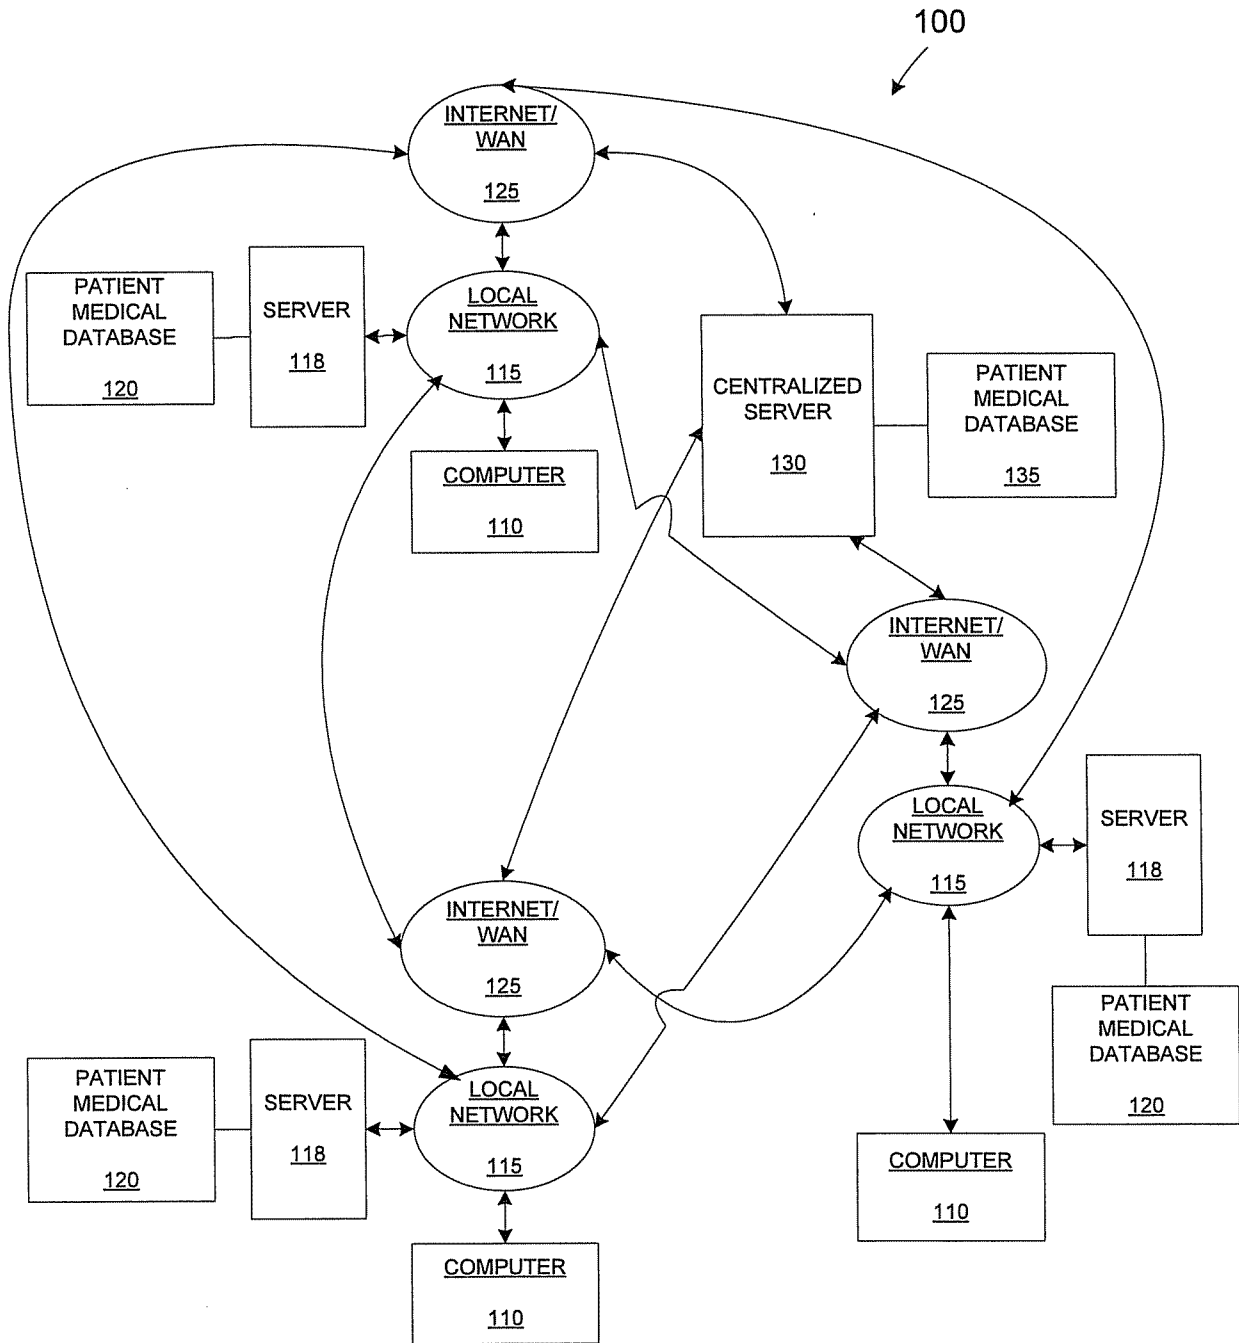 100
INTERNET/
WAN
125
PATIENT
MEDICAL
DATABASE
120
SERVER
118
LOCAL
NETWORK
115
COMPUTER
110
CENTRALIZED
SERVER
130
PATIENT
MEDICAL
DATABASE
135
INTERNET/
WAN
125
LOCAL
NETWORK
115
SERVER
118
PATIENT
MEDICAL
DATABASE
120
COMPUTER
110
INTERNET/
WAN
125
PATIENT
MEDICAL
DATABASE
120
SERVER
118
LOCAL
NETWORK
115
COMPUTER
110